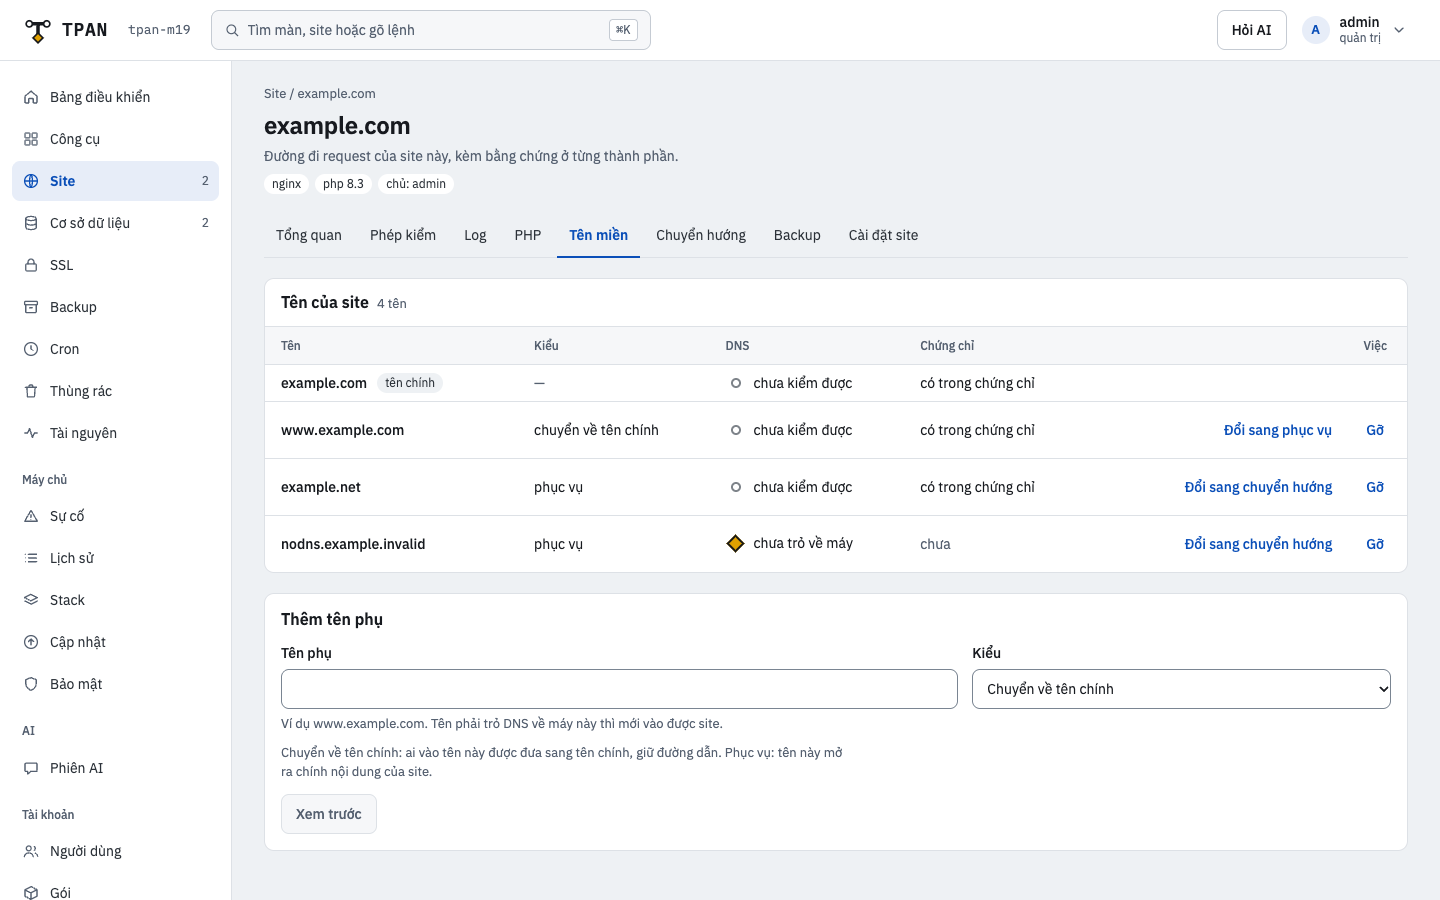 TPAN
tpan-m19
Tìm màn, site hoặc gõ lệnh
⌘K
Hỏi AI
A
admin
quản trị
Bảng điều khiển
Công cụ
Site 2
Cơ sở dữ liệu 2
SSL
Backup
Cron
Thùng rác
Tài nguyên
Máy chủ
Sự cố
Lịch sử
Stack
Cập nhật
Bảo mật
AI
Phiên AI
Tài khoản
Người dùng
Gói
Site / example.com
example.com
Đường đi request của site này, kèm bằng chứng ở từng thành phần.
nginx php 8.3 chủ: admin
Tổng quan Phép kiểm Log PHP Tên miền Chuyển hướng Backup Cài đặt site
Tên của site 4 tên
Tên Kiểu DNS Chứng chỉ Việc
example.com tên chính — chưa kiểm được có trong chứng chỉ
www.example.com chuyển về tên chính chưa kiểm được có trong chứng chỉ Đổi sang phục vụ Gỡ
example.net phục vụ chưa kiểm được có trong chứng chỉ Đổi sang chuyển hướng Gỡ
nodns.example.invalid phục vụ chưa trỏ về máy chưa Đổi sang chuyển hướng Gỡ
Thêm tên phụ
Tên phụ Kiểu
Chuyển về tên chính
Ví dụ www.example.com. Tên phải trỏ DNS về máy này thì mới vào được site.
Chuyển về tên chính: ai vào tên này được đưa sang tên chính, giữ đường dẫn. Phục vụ: tên này mở
ra chính nội dung của site.
Xem trước